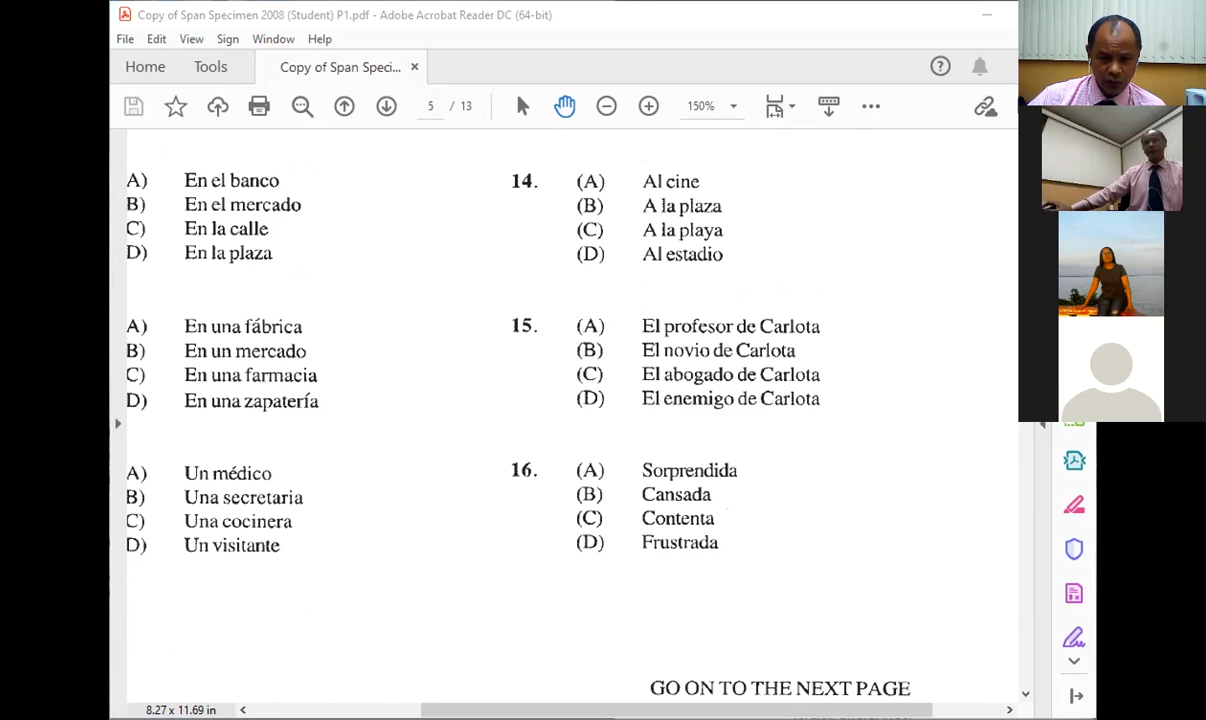 Copy of Span Specimen 2008 (Student) P1.pdf - Adobe Acrobat Reader DC (64-bit)
File Edit View Sign Window Help
Home Tools Copy of Span Speci... ×
5 / 13 150%
A) En el banco
B) En el mercado
C) En la calle
D) En la plaza
A) En una fábrica
B) En un mercado
C) En una farmacia
D) En una zapatería
A) Un médico
B) Una secretaria
C) Una cocinera
D) Un visitante
14. (A) Al cine
(B) A la plaza
(C) A la playa
(D) Al estadio
15. (A) El profesor de Carlota
(B) El novio de Carlota
(C) El abogado de Carlota
(D) El enemigo de Carlota
16. (A) Sorprendida
(B) Cansada
(C) Contenta
(D) Frustrada
GO ON TO THE NEXT PAGE
8.27 x 11.69 in